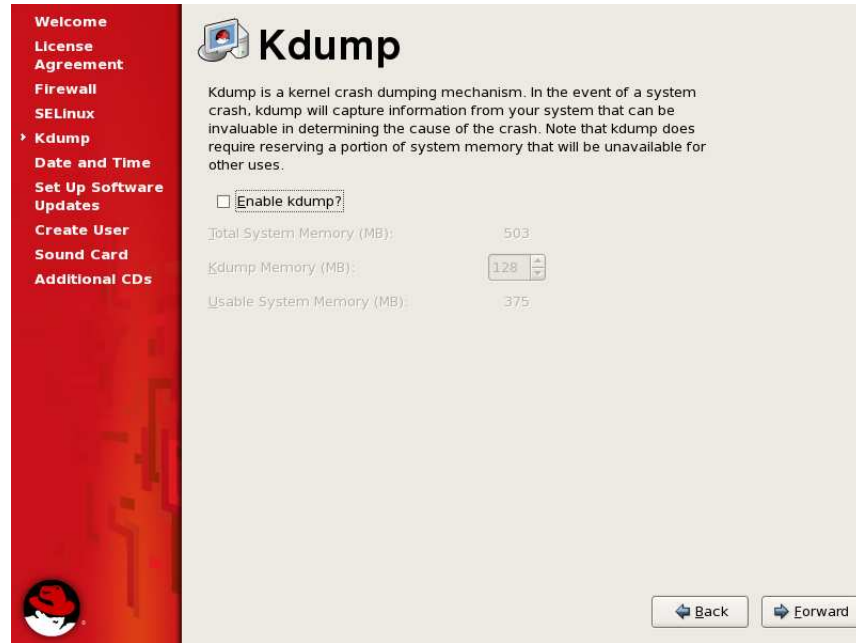 Welcome
License
Agreement
Firewall
SELinux
Kdump
Date and Time
Set Up Software
Updates
Create User
Sound Card
Additional CDs
Kdump
Kdump is a kernel crash dumping mechanism. In the event of a system
crash, kdump will capture information from your system that can be
invaluable in determining the cause of the crash. Note that kdump does
require reserving a portion of system memory that will be unavailable for
other uses.
Enable kdump?
Total System Memory (MB): 503
Kdump Memory (MB): 128
Usable System Memory (MB): 375
Back
Forward